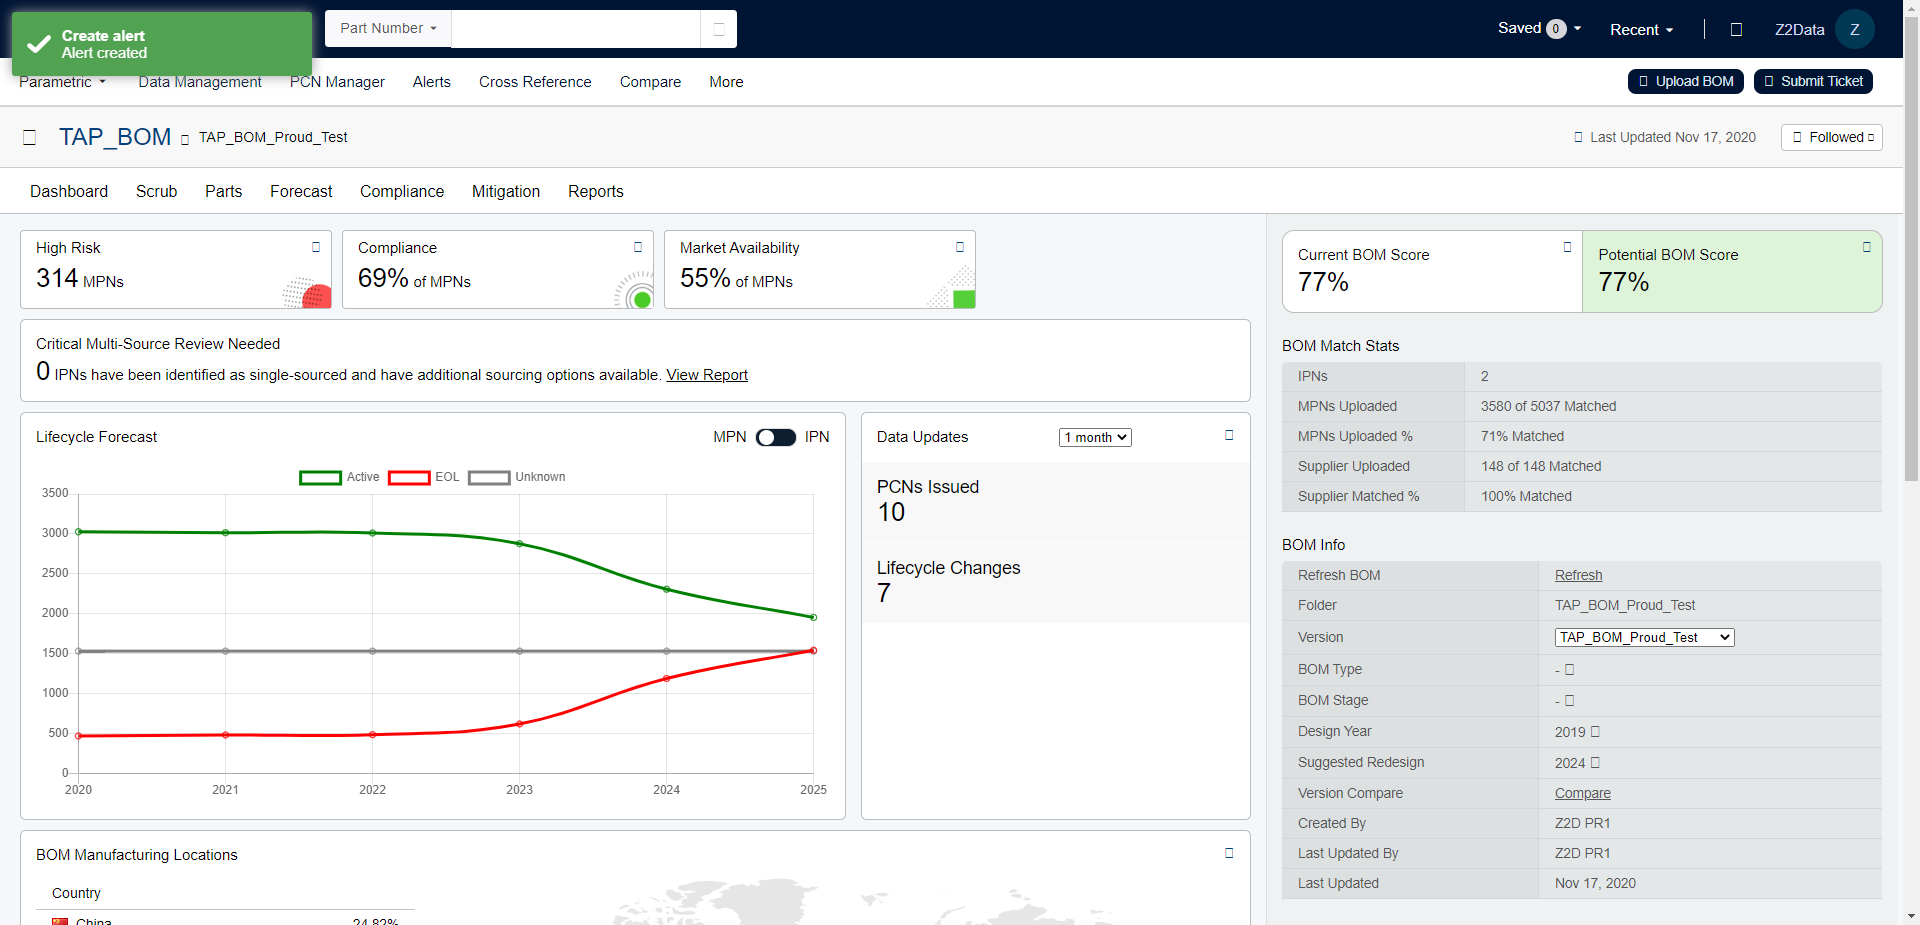 Create alert
Alert created
Part Number
Saved 0
Recent
Z2Data Z
Parametric
Data Management
PCN Manager
Alerts
Cross Reference
Compare
More
Upload BOM
Submit Ticket
TAP_BOM
TAP_BOM_Proud_Test
Last Updated Nov 17, 2020
Followed
Dashboard
Scrub
Parts
Forecast
Compliance
Mitigation
Reports
High Risk
314 MPNs
Compliance
69% of MPNs
Market Availability
55% of MPNs
Critical Multi-Source Review Needed
0 IPNs have been identified as single-sourced and have additional sourcing options available. View Report
Lifecycle Forecast
MPN IPN
Active EOL Unknown
3500
3000
2500
2000
1500
1000
500
0
2020 2021 2022 2023 2024 2025
Data Updates
1 month
PCNs Issued
10
Lifecycle Changes
7
BOM Manufacturing Locations
Country
China 24.82%
Current BOM Score
77%
Potential BOM Score
77%
BOM Match Stats
IPNs 2
MPNs Uploaded 3580 of 5037 Matched
MPNs Uploaded % 71% Matched
Supplier Uploaded 148 of 148 Matched
Supplier Matched % 100% Matched
BOM Info
Refresh BOM Refresh
Folder TAP_BOM_Proud_Test
Version TAP_BOM_Proud_Test
BOM Type -
BOM Stage -
Design Year 2019
Suggested Redesign 2024
Version Compare Compare
Created By Z2D PR1
Last Updated By Z2D PR1
Last Updated Nov 17, 2020